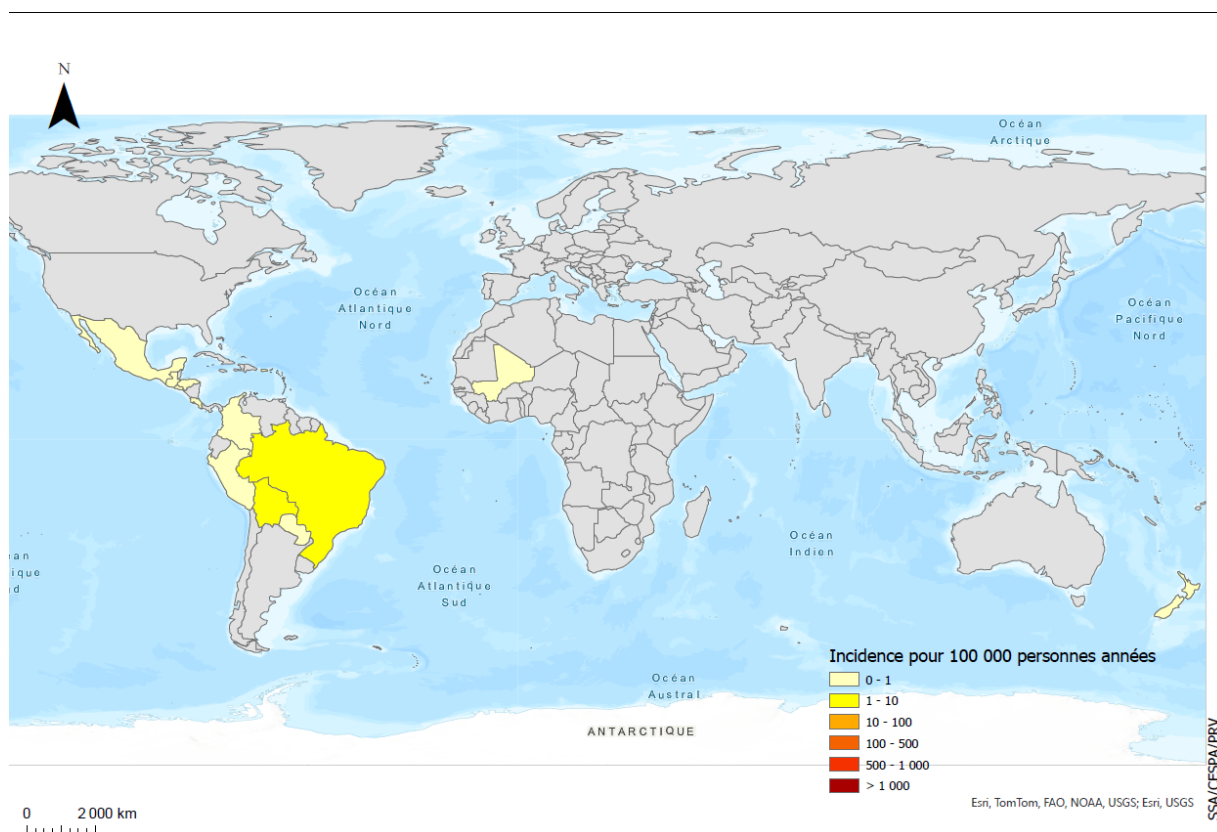 N
Océan
Arctique
Océan
Atlantique
Nord
Océan
Pacifique
Nord
Océan
Indien
Océan
Atlantique
Sud
an
ique
d
Océan
Austral
ANTARCTIQUE
Incidence pour 100 000 personnes années
0 - 1
1 - 10
10 - 100
100 - 500
500 - 1 000
> 1 000
Esri, TomTom, FAO, NOAA, USGS; Esri, USGS
SSA/CESPA/PRV
0 2 000 km